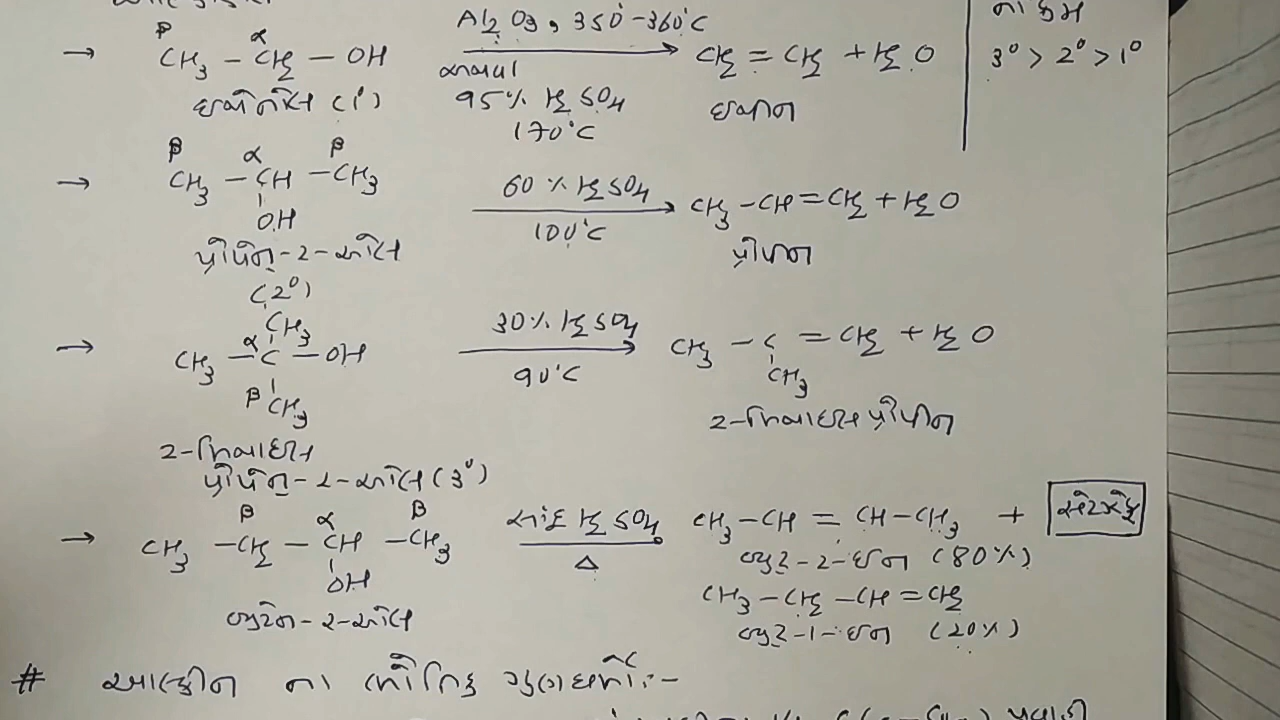 નો ક્રમ
β α Al₂O₃, 350°-360°C
→ CH₃ – CH₂ – OH ⟶ CH₂ = CH₂ + H₂O 3° > 2° > 1°
અથવા
ઇથેનોલ (1°) 95% H₂SO₄ ઇથીન
170°C
β α β
→ CH₃ – CH – CH₃ 60% H₂SO₄ ⟶ CH₃ – CH = CH₂ + H₂O
OH 100°C
પ્રોપેન-2-ઓલ પ્રોપીન
(2°)
CH₃ 30% H₂SO₄
→ CH₃ – C – OH ⟶ CH₃ – C = CH₂ + H₂O
α 90°C CH₃
β CH₃
2-મિથાઇલ 2-મિથાઇલ પ્રોપીન
પ્રોપેન-2-ઓલ (3°)
β α β
→ CH₃ – CH₂ – CH – CH₃ સાંદ્ર H₂SO₄ ⟶ CH₃ – CH = CH – CH₃ +
OH Δ બ્યુટ-2-ઇન (80%)
CH₃ – CH₂ – CH = CH₂
બ્યુટેન-2-ઓલ બ્યુટ-1-ઇન (20%)
# આલ્કીન ના ભૌતિક ગુણધર્મો :-